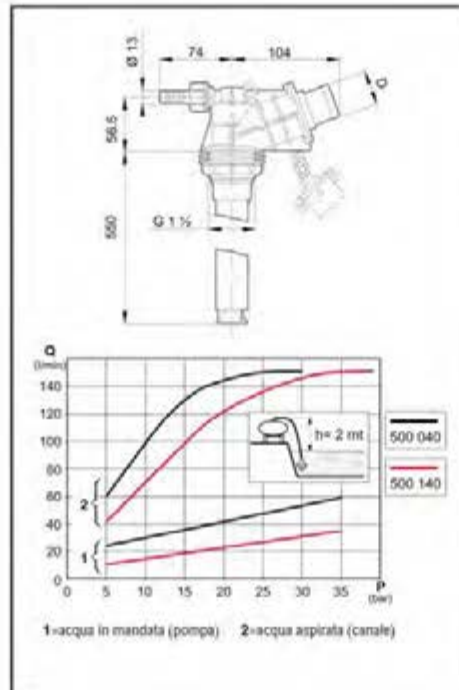 74
104
Ø 13
56.5
550
G 1 ½
Q
(l/min)
140
120
100
80
60
40
20
0
2
1
h= 2 mt
500 040
500 140
0 5 10 15 20 25 30 35 P
(bar)
1=acqua in mandata (pompa) 2=acqua aspirata (canale)